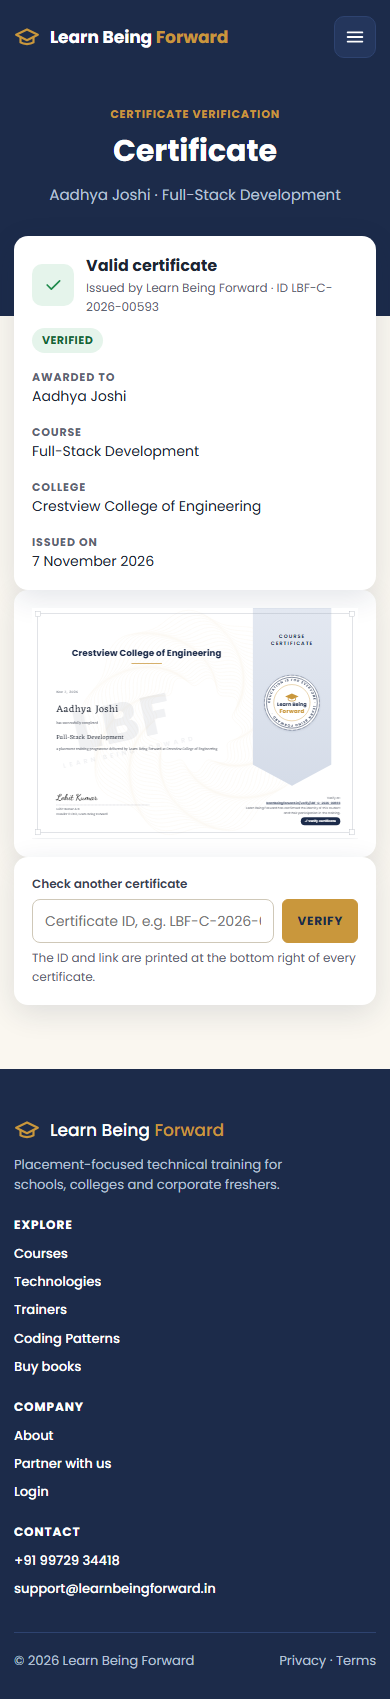 Learn Being Forward
CERTIFICATE VERIFICATION
Certificate
Aadhya Joshi · Full-Stack Development
Valid certificate
Issued by Learn Being Forward · ID LBF-C-
2026-00593
VERIFIED
AWARDED TO
Aadhya Joshi
COURSE
Full-Stack Development
COLLEGE
Crestview College of Engineering
ISSUED ON
7 November 2026
COURSE
CERTIFICATE
Crestview College of Engineering
Learn Being
Forward
Aadhya Joshi
has successfully completed
Full-Stack Development
LBF
Lohit Kumar
Check another certificate
Certificate ID, e.g. LBF-C-2026-
VERIFY
The ID and link are printed at the bottom right of every
certificate.
Learn Being Forward
Placement-focused technical training for
schools, colleges and corporate freshers.
EXPLORE
Courses
Technologies
Trainers
Coding Patterns
Buy books
COMPANY
About
Partner with us
Login
CONTACT
+91 99729 34418
support@learnbeingforward.in
© 2026 Learn Being Forward
Privacy · Terms